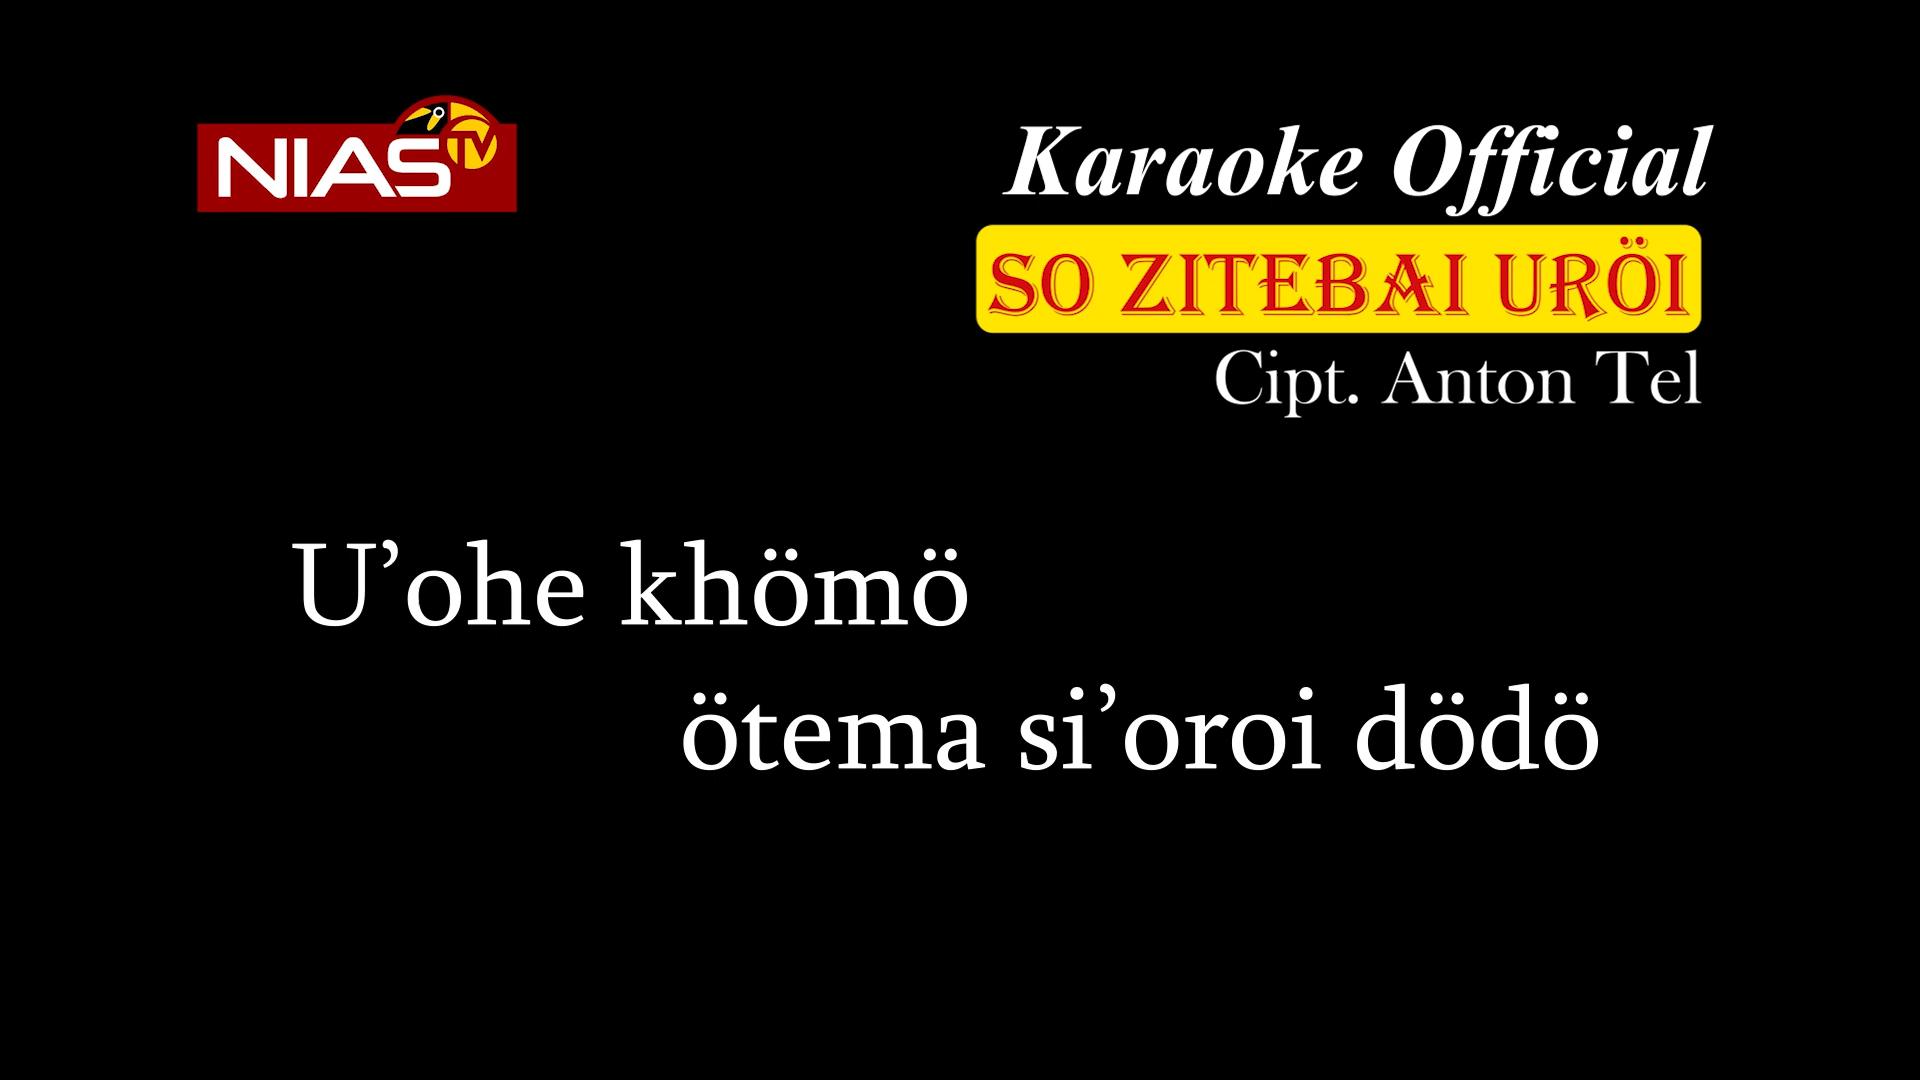 NIAS TV
Karaoke Official
SO ZITEBAI URÖI
Cipt. Anton Tel
U’ohe khömö
ötema si’oroi dödö